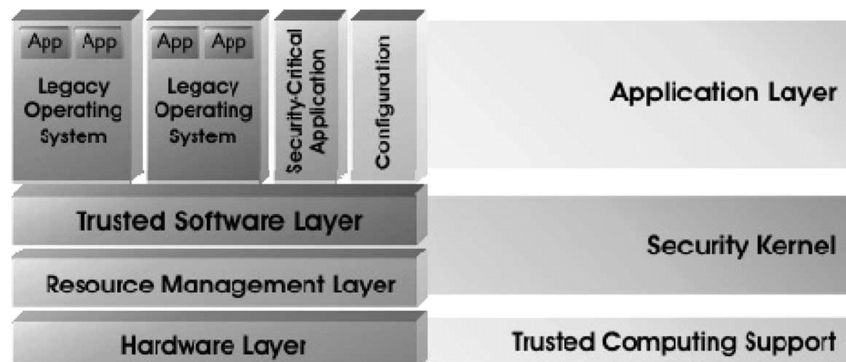 App App
Legacy
Operating
System
App App
Legacy
Operating
System
Security-Critical
Application
Configuration
Application Layer
Trusted Software Layer
Resource Management Layer
Security Kernel
Hardware Layer
Trusted Computing Support